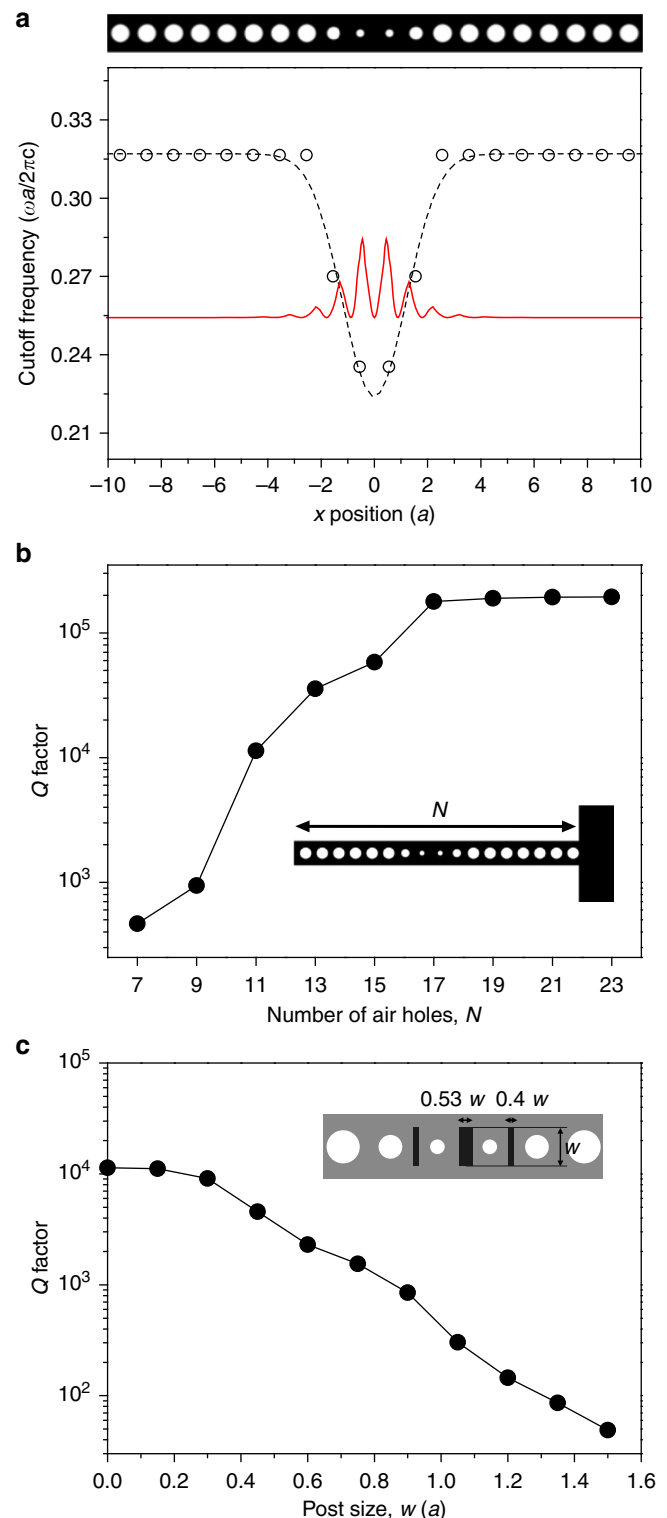 a
0.33
0.30
0.27
0.24
0.21
Cutoff frequency (ωa/2πc)
–10 –8 –6 –4 –2 0 2 4 6 8 10
x position (a)
b
10^5
10^4
10^3
Q factor
N
7 9 11 13 15 17 19 21 23
Number of air holes, N
c
10^5
10^4
10^3
10^2
Q factor
0.53 w 0.4 w
w
0.0 0.2 0.4 0.6 0.8 1.0 1.2 1.4 1.6
Post size, w (a)